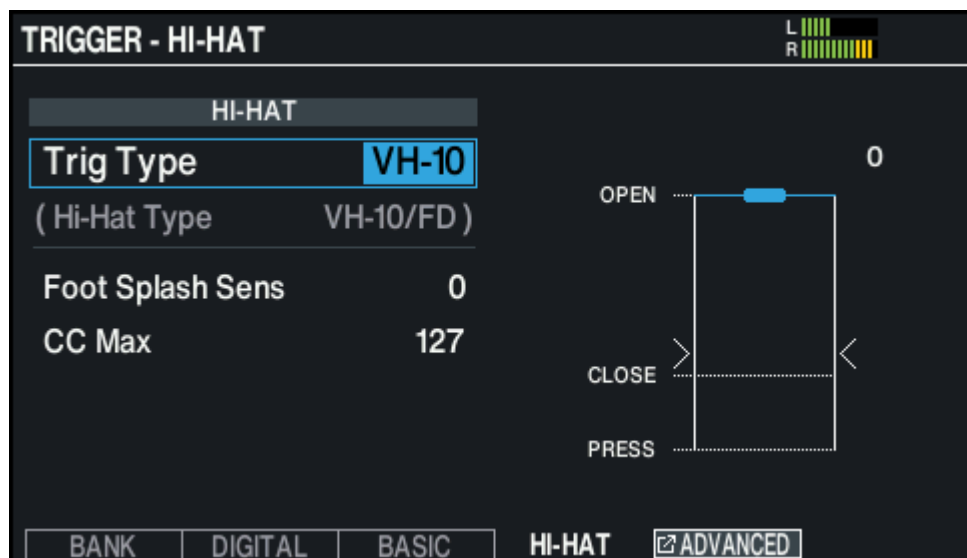 TRIGGER - HI-HAT
L
R
HI-HAT
Trig Type VH-10
( Hi-Hat Type VH-10/FD )
Foot Splash Sens 0
CC Max 127
0
OPEN
CLOSE
PRESS
BANK DIGITAL BASIC HI-HAT ADVANCED